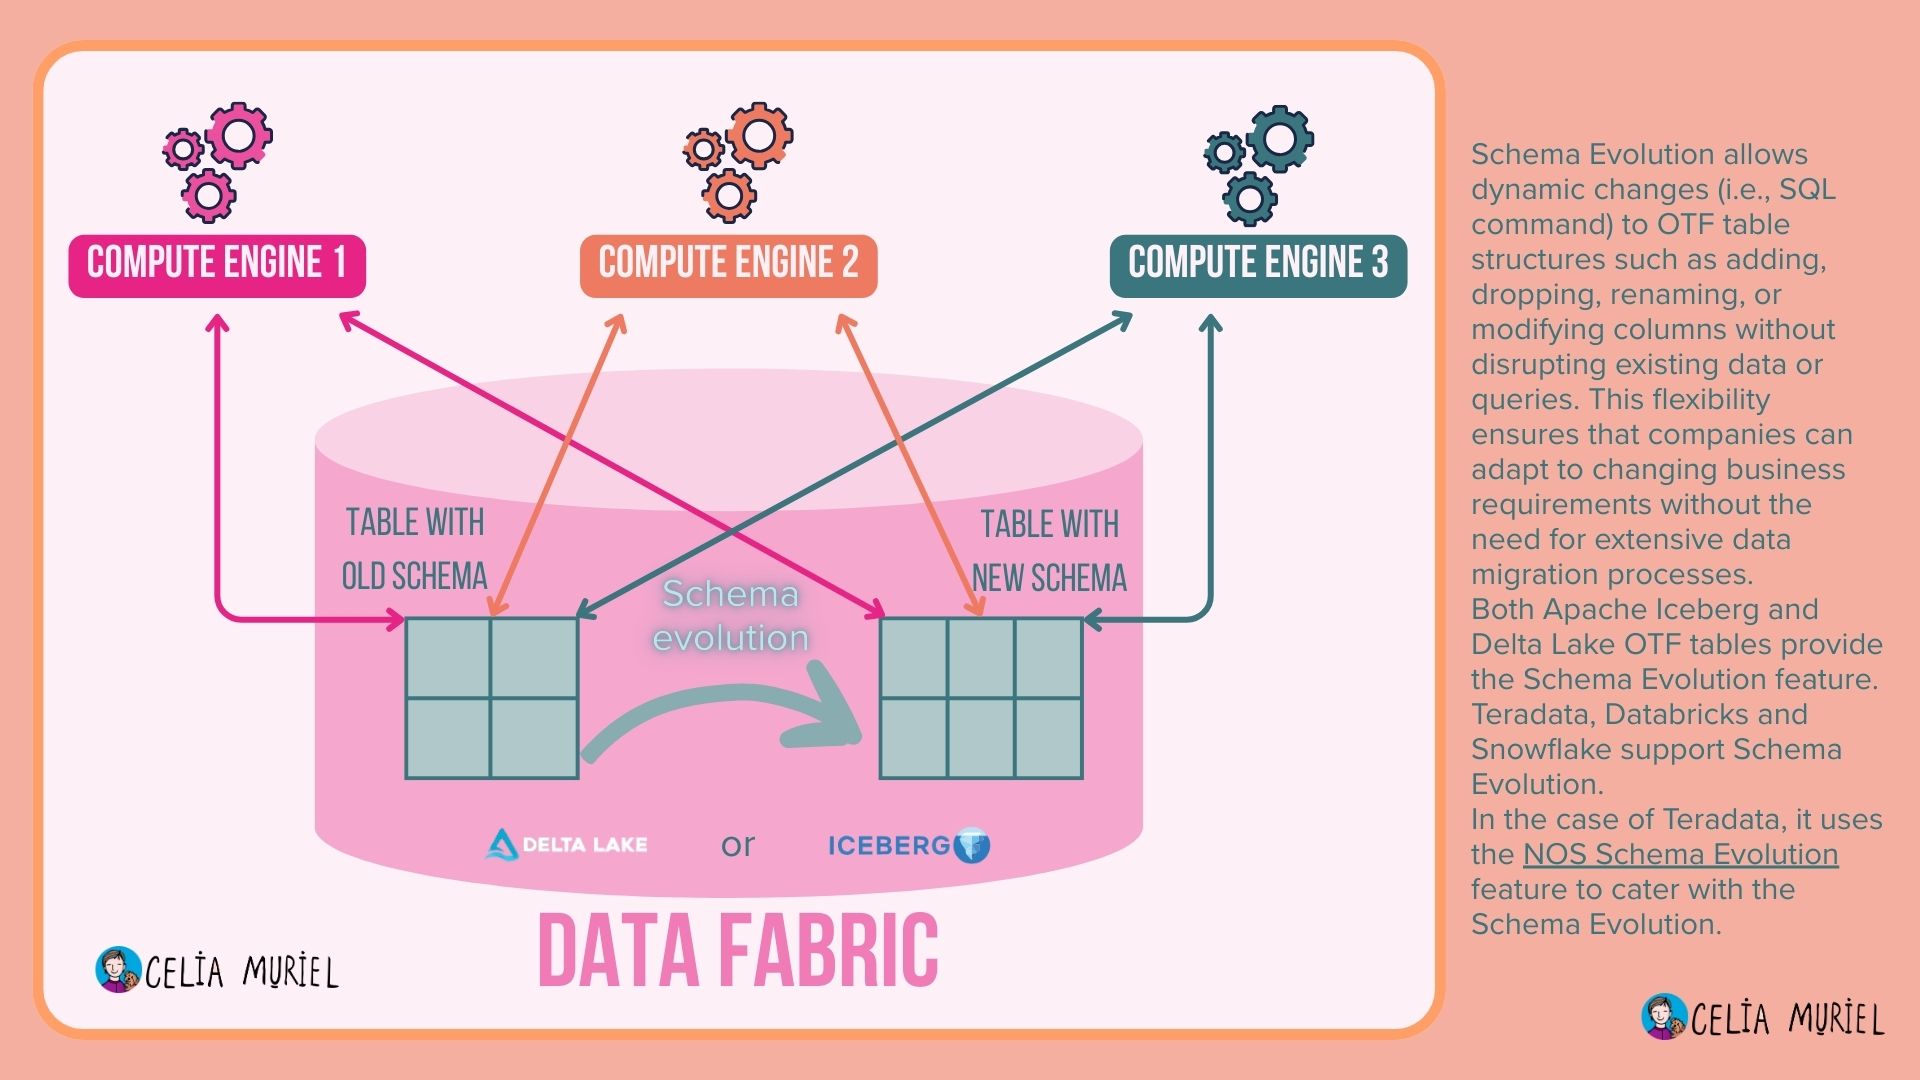 COMPUTE ENGINE 1
COMPUTE ENGINE 2
COMPUTE ENGINE 3
TABLE WITH
OLD SCHEMA
TABLE WITH
NEW SCHEMA
Schema
evolution
DELTA LAKE
or
ICEBERG
DATA FABRIC
CELIA MURIEL
Schema Evolution allows
dynamic changes (i.e., SQL
command) to OTF table
structures such as adding,
dropping, renaming, or
modifying columns without
disrupting existing data or
queries. This flexibility
ensures that companies can
adapt to changing business
requirements without the
need for extensive data
migration processes.
Both Apache Iceberg and
Delta Lake OTF tables provide
the Schema Evolution feature.
Teradata, Databricks and
Snowflake support Schema
Evolution.
In the case of Teradata, it uses
the NOS Schema Evolution
feature to cater with the
Schema Evolution.
CELIA MURIEL